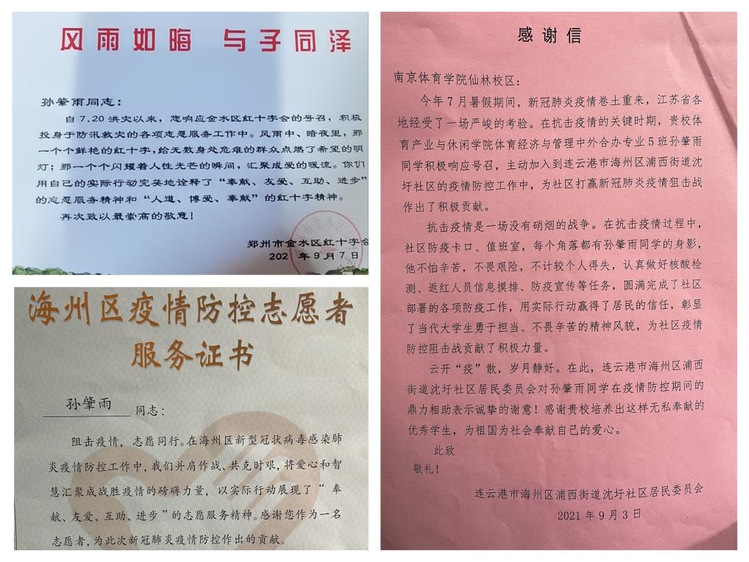 风雨如晦 与子同泽
孙肇雨同志：
自7.20洪灾以来，您响应金水区红十字会的号召，积极
投身于防汛救灾的各项志愿服务工作中。风雨中、暗夜里，那
一个个鲜艳的红十字，给无数身处危难的群众点燃了希望的明
灯；那一个个闪耀着人性光芒的瞬间，汇聚成爱的暖流。你们
用自己的实际行动完美地诠释了“奉献、友爱、互助、进步”
的志愿服务精神和“人道、博爱、奉献”的红十字精神。
再次致以最崇高的敬意！
郑州市金水区红十字会
2021年9月7日
海州区疫情防控志愿者
服务证书
孙肇雨 同志：
阻击疫情，志愿同行。在海州区新型冠状病毒感染肺
炎疫情防控工作中，我们并肩作战、共克时艰，将爱心和智
慧汇聚成战胜疫情的磅礴力量，以实际行动展现了“奉
献、友爱、互助、进步”的志愿服务精神。感谢您作为一名
志愿者，为此次新冠肺炎疫情防控作出的贡献。
感谢信
南京体育学院仙林校区：
今年7月暑假期间，新冠肺炎疫情卷土重来，江苏省各
地经受了一场严峻的考验。在抗击疫情的关键时期，贵校体
育产业与休闲学院体育经济与管理中外合办专业5班孙肇雨
同学积极响应号召，主动加入到连云港市海州区浦西街道沈
圩社区的疫情防控工作中，为社区打赢新冠肺炎疫情阻击战
作出了积极贡献。
抗击疫情是一场没有硝烟的战争。在抗击疫情过程中，
社区防疫卡口、值班室，每个角落都有孙肇雨同学的身影，
他不怕辛苦，不畏艰险，不计较个人得失，认真做好核酸检
测、返红人员信息摸排、防疫宣传等任务，圆满完成了社区
部署的各项防疫工作，用实际行动赢得了居民的信任，彰显
了当代大学生勇于担当、不畏辛苦的精神风貌，为社区疫情
防控阻击战贡献了积极力量。
云开“疫”散，岁月静好。在此，连云港市海州区浦西
街道沈圩社区居民委员会对孙肇雨同学在疫情防控期间的
鼎力相助表示诚挚的谢意！感谢贵校培养出这样无私奉献的
优秀学生，为祖国为社会奉献自己的爱心。
此致
敬礼！
连云港市海州区浦西街道沈圩社区居民委员会
2021年9月3日